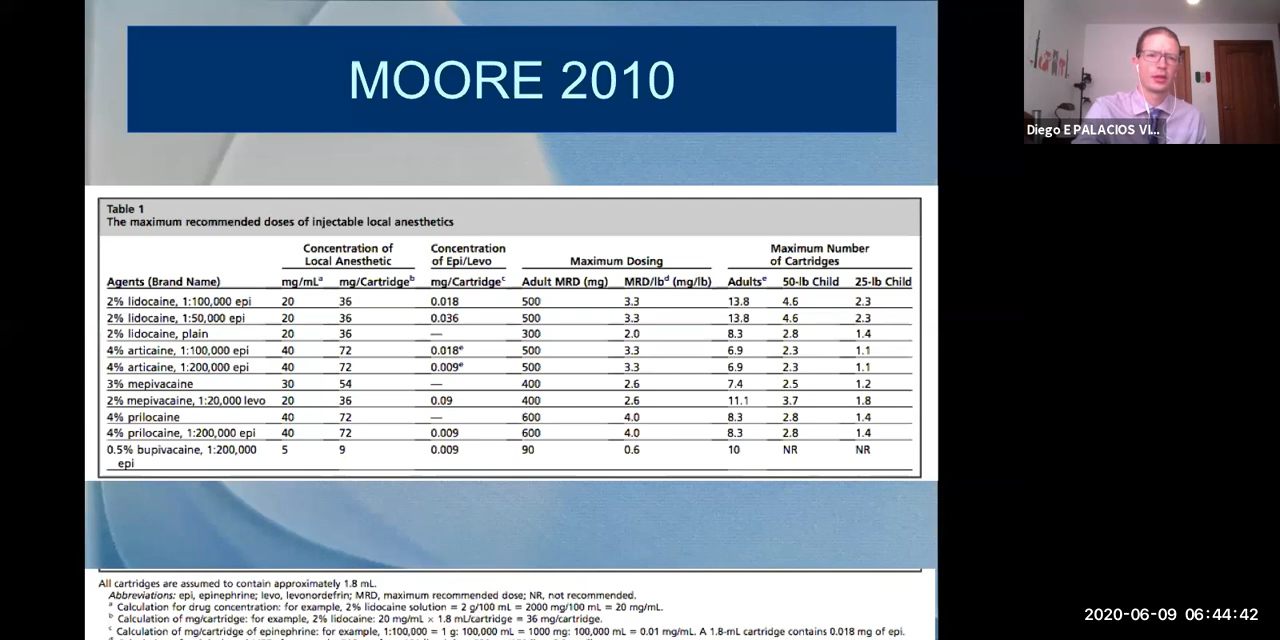 MOORE 2010
Diego E PALACIOS VI...
Table 1
The maximum recommended doses of injectable local anesthetics
Concentration of Local Anesthetic Concentration of Epi/Levo Maximum Dosing Maximum Number of Cartridges
Agents (Brand Name) mg/mLa mg/Cartridgeb mg/Cartridgec Adult MRD (mg) MRD/lbd (mg/lb) Adultse 50-lb Child 25-lb Child
2% lidocaine, 1:100,000 epi 20 36 0.018 500 3.3 13.8 4.6 2.3
2% lidocaine, 1:50,000 epi 20 36 0.036 500 3.3 13.8 4.6 2.3
2% lidocaine, plain 20 36 — 300 2.0 8.3 2.8 1.4
4% articaine, 1:100,000 epi 40 72 0.018e 500 3.3 6.9 2.3 1.1
4% articaine, 1:200,000 epi 40 72 0.009e 500 3.3 6.9 2.3 1.1
3% mepivacaine 30 54 — 400 2.6 7.4 2.5 1.2
2% mepivacaine, 1:20,000 levo 20 36 0.09 400 2.6 11.1 3.7 1.8
4% prilocaine 40 72 — 600 4.0 8.3 2.8 1.4
4% prilocaine, 1:200,000 epi 40 72 0.009 600 4.0 8.3 2.8 1.4
0.5% bupivacaine, 1:200,000 epi 5 9 0.009 90 0.6 10 NR NR
All cartridges are assumed to contain approximately 1.8 mL.
Abbreviations: epi, epinephrine; levo, levonordefrin; MRD, maximum recommended dose; NR, not recommended.
a Calculation for drug concentration: for example, 2% lidocaine solution = 2 g/100 mL = 2000 mg/100 mL = 20 mg/mL.
b Calculation of mg/cartridge: for example, 2% lidocaine: 20 mg/mL × 1.8 mL/cartridge = 36 mg/cartridge.
c Calculation of mg/cartridge of epinephrine: for example, 1:100,000 = 1 g: 100,000 mL = 1000 mg: 100,000 mL = 0.01 mg/mL. A 1.8-mL cartridge contains 0.018 mg of epi.
2020-06-09 06:44:42